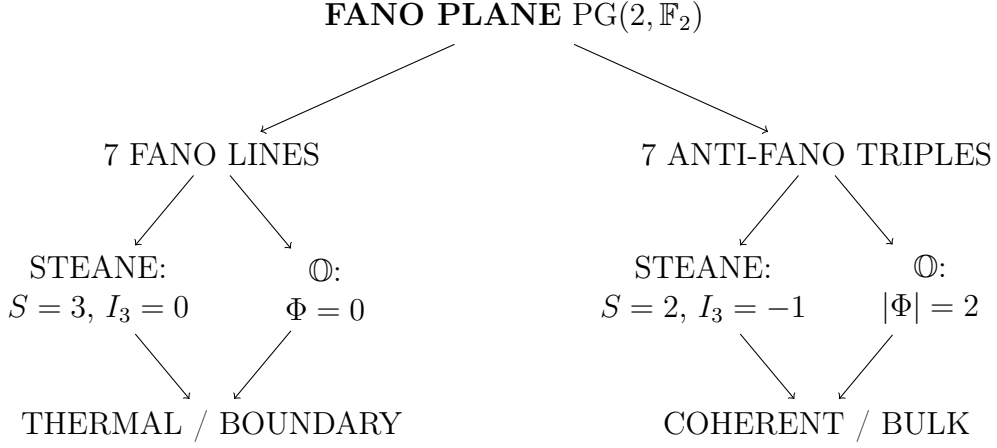 FANO PLANE PG(2, 𝔽₂)
7 FANO LINES
7 ANTI-FANO TRIPLES
STEANE:
S = 3, I₃ = 0
𝕆:
Φ = 0
STEANE:
S = 2, I₃ = −1
𝕆:
|Φ| = 2
THERMAL / BOUNDARY
COHERENT / BULK